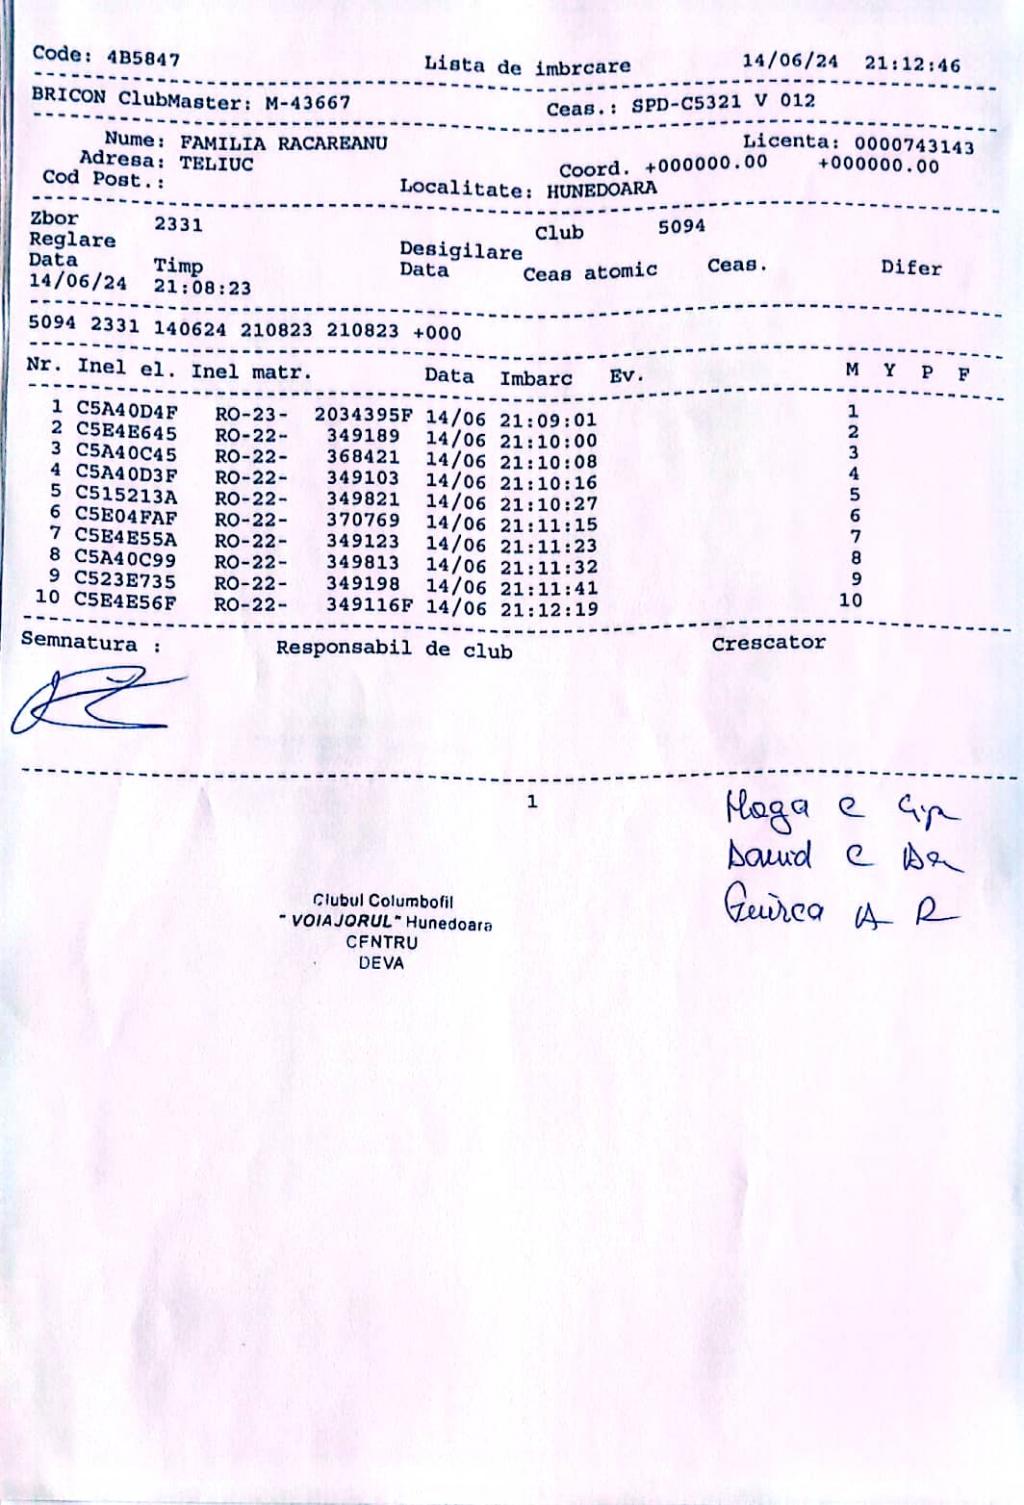 Code: 4B5847 Lista de imbrcare 14/06/24 21:12:46
BRICON ClubMaster: M-43667 Ceas.: SPD-C5321 V 012
Nume: FAMILIA RACAREANU Licenta: 0000743143
Adresa: TELIUC Coord. +000000.00 +000000.00
Cod Post.: Localitate: HUNEDOARA
Zbor 2331 Club 5094
Reglare Desigilare
Data Timp Data Ceas atomic Ceas. Difer
14/06/24 21:08:23
5094 2331 140624 210823 210823 +000
Nr. Inel el. Inel matr. Data Imbarc Ev. M Y P F
1 C5A40D4F RO-23- 2034395F 14/06 21:09:01 1
2 C5E4E645 RO-22- 349189 14/06 21:10:00 2
3 C5A40C45 RO-22- 368421 14/06 21:10:08 3
4 C5A40D3F RO-22- 349103 14/06 21:10:16 4
5 C515213A RO-22- 349821 14/06 21:10:27 5
6 C5E04FAF RO-22- 370769 14/06 21:11:15 6
7 C5E4E55A RO-22- 349123 14/06 21:11:23 7
8 C5A40C99 RO-22- 349813 14/06 21:11:32 8
9 C523E735 RO-22- 349198 14/06 21:11:41 9
10 C5E4E56F RO-22- 349116F 14/06 21:12:19 10
Semnatura : Responsabil de club Crescator
1
Moga C
David C
A R
Clubul Columbofil
"VOIAJORUL" Hunedoara
CENTRU
DEVA